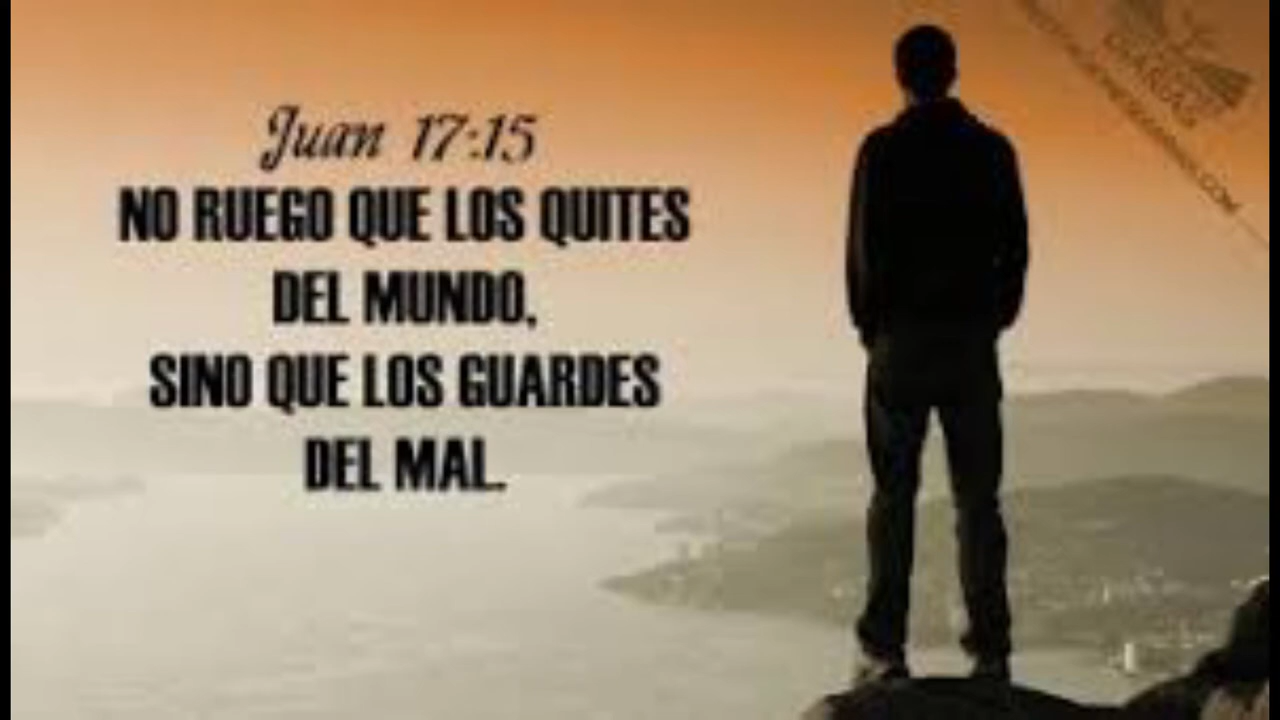 Juan 17:15
NO RUEGO QUE LOS QUITES
DEL MUNDO,
SINO QUE LOS GUARDES
DEL MAL.